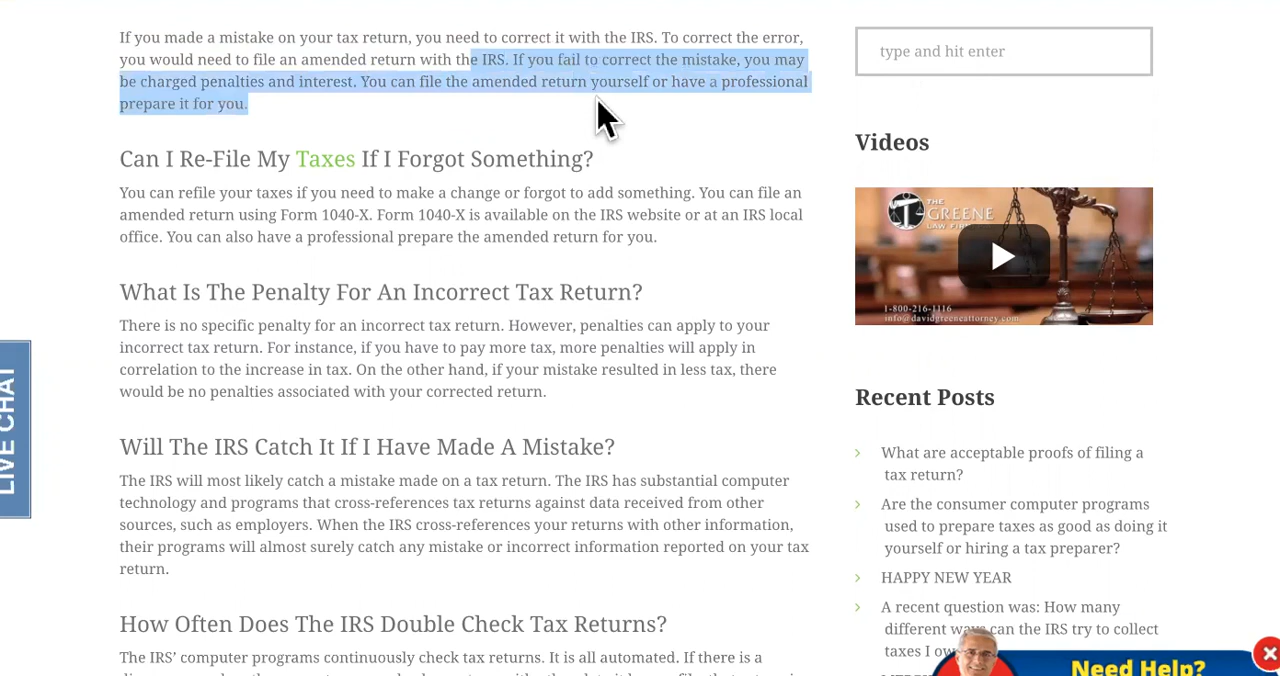 If you made a mistake on your tax return, you need to correct it with the IRS. To correct the error,
you would need to file an amended return with the IRS. If you fail to correct the mistake, you may
be charged penalties and interest. You can file the amended return yourself or have a professional
prepare it for you.
Can I Re-File My Taxes If I Forgot Something?
You can refile your taxes if you need to make a change or forgot to add something. You can file an
amended return using Form 1040-X. Form 1040-X is available on the IRS website or at an IRS local
office. You can also have a professional prepare the amended return for you.
What Is The Penalty For An Incorrect Tax Return?
There is no specific penalty for an incorrect tax return. However, penalties can apply to your
incorrect tax return. For instance, if you have to pay more tax, more penalties will apply in
correlation to the increase in tax. On the other hand, if your mistake resulted in less tax, there
would be no penalties associated with your corrected return.
Will The IRS Catch It If I Have Made A Mistake?
The IRS will most likely catch a mistake made on a tax return. The IRS has substantial computer
technology and programs that cross-references tax returns against data received from other
sources, such as employers. When the IRS cross-references your returns with other information,
their programs will almost surely catch any mistake or incorrect information reported on your tax
return.
How Often Does The IRS Double Check Tax Returns?
The IRS' computer programs continuously check tax returns. It is all automated. If there is a
LIVE CHAT
type and hit enter
Videos
THE
GREENE
LAW FIRM
1-800-216-1116
info@davidgreeneattorney.com
Recent Posts
What are acceptable proofs of filing a
tax return?
Are the consumer computer programs
used to prepare taxes as good as doing it
yourself or hiring a tax preparer?
HAPPY NEW YEAR
A recent question was: How many
different ways can the IRS try to collect
taxes I
Need Help?